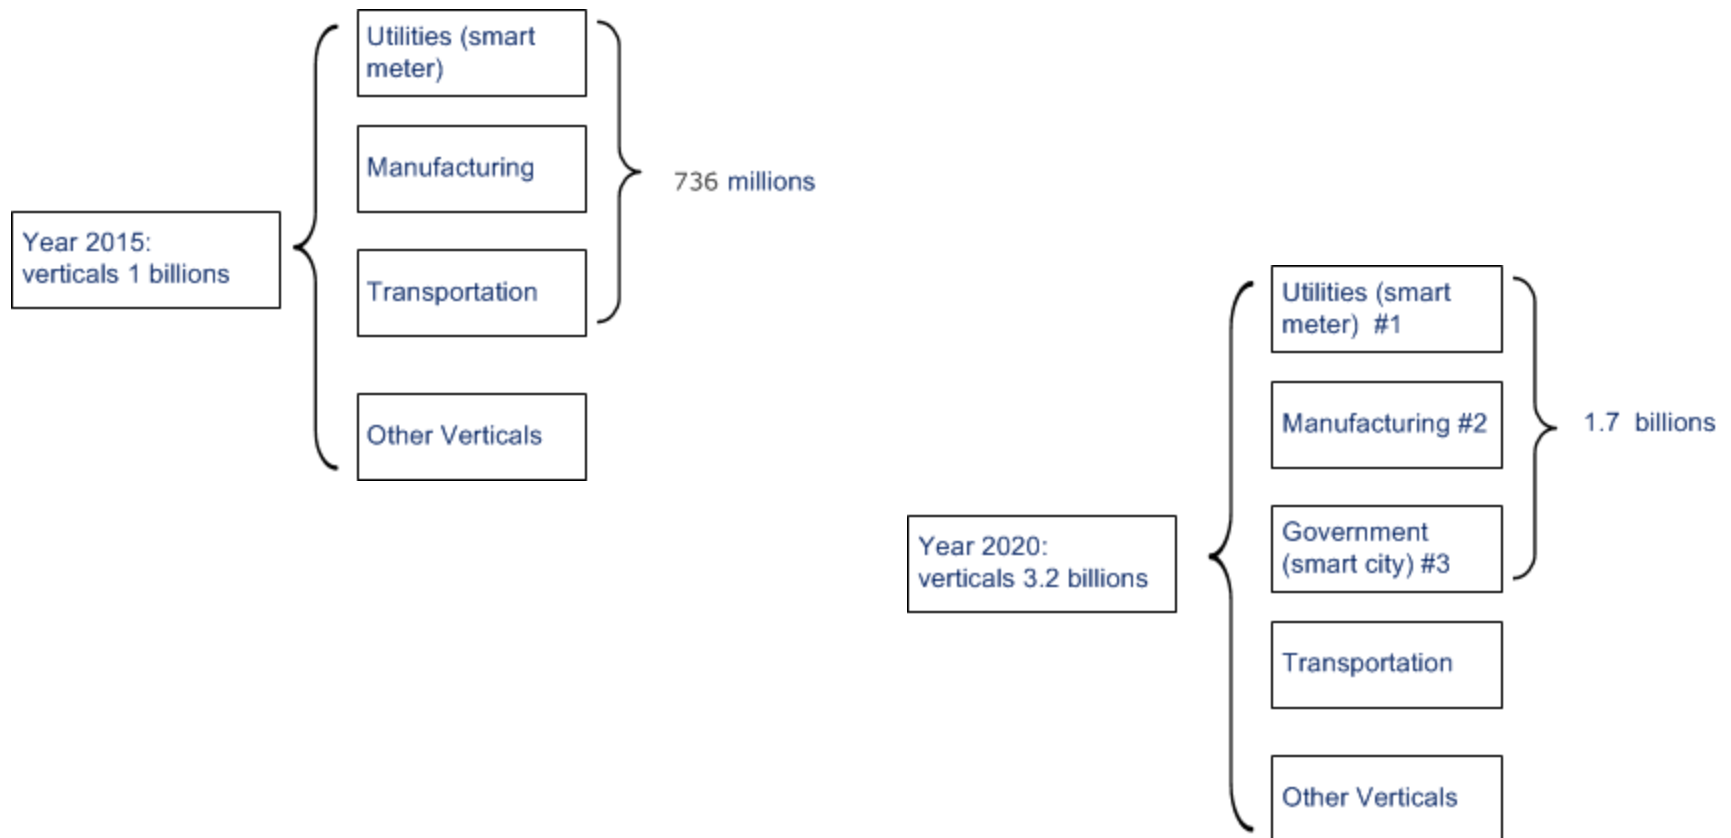 Utilities (smart
meter)
Manufacturing
736 millions
Year 2015:
verticals 1 billions
Transportation
Other Verticals
Utilities (smart
meter)  #1
Manufacturing #2
1.7  billions
Government
(smart city) #3
Year 2020:
verticals 3.2 billions
Transportation
Other Verticals